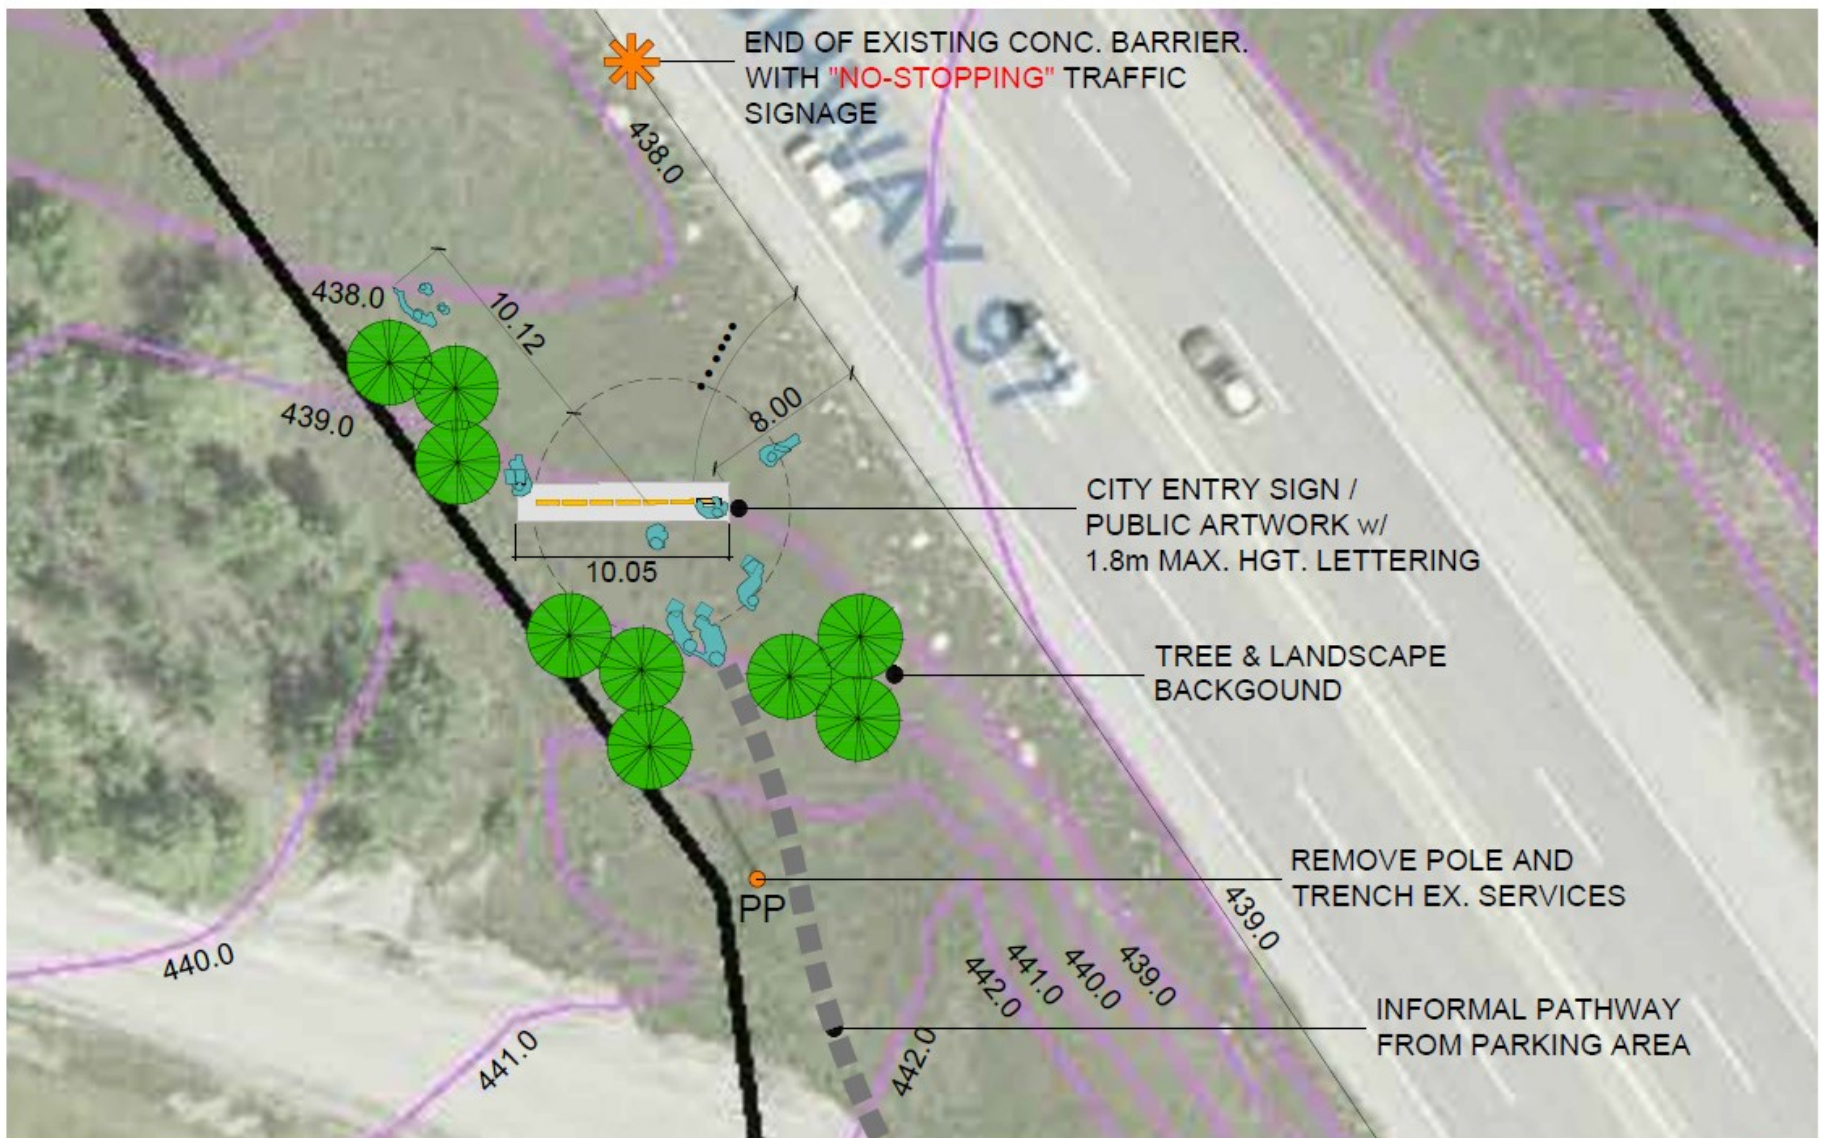 END OF EXISTING CONC. BARRIER.
WITH "NO-STOPPING" TRAFFIC
SIGNAGE
438.0
HIGHWAY 97
438.0
10.12
439.0
8.00
CITY ENTRY SIGN /
PUBLIC ARTWORK w/
1.8m MAX. HGT. LETTERING
10.05
TREE & LANDSCAPE
BACKGOUND
REMOVE POLE AND
TRENCH EX. SERVICES
PP
439.0
440.0
442.0
441.0
440.0
439.0
INFORMAL PATHWAY
FROM PARKING AREA
441.0
442.0